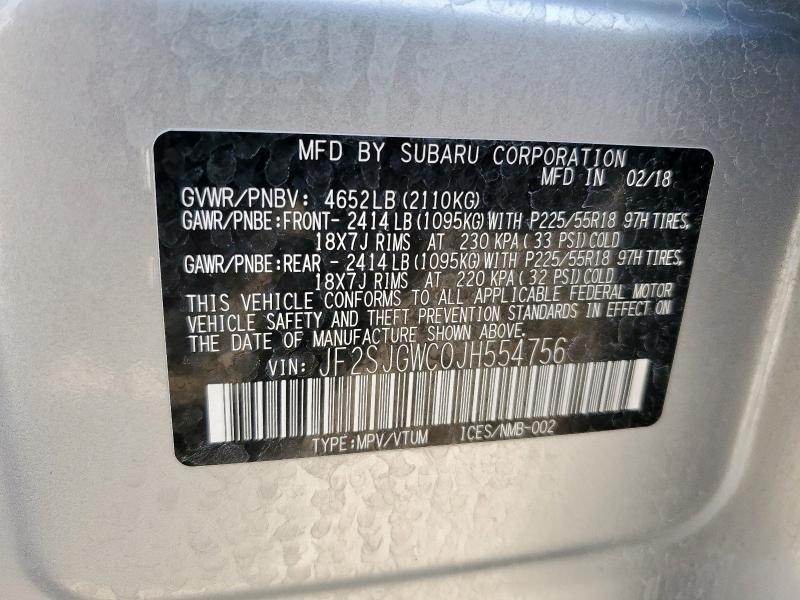 MFD BY SUBARU CORPORATION
MFD IN 02/18
GVWR/PNBV: 4652LB (2110KG)
GAWR/PNBE:FRONT- 2414LB (1095KG) WITH P225/55R18 97H TIRES,
18X7J RIMS AT 230 KPA ( 33 PSI) COLD
GAWR/PNBE:REAR - 2414LB (1095KG) WITH P225/55R18 97H TIRES,
18X7J RIMS AT 220 KPA ( 32 PSI) COLD
THIS VEHICLE CONFORMS TO ALL APPLICABLE FEDERAL MOTOR
VEHICLE SAFETY AND THEFT PREVENTION STANDARDS IN EFFECT ON
THE DATE OF MANUFACTURE SHOWN ABOVE.
VIN: JF2SJGWC0JH554756
TYPE:MPV/VTUM ICES/NMB-002